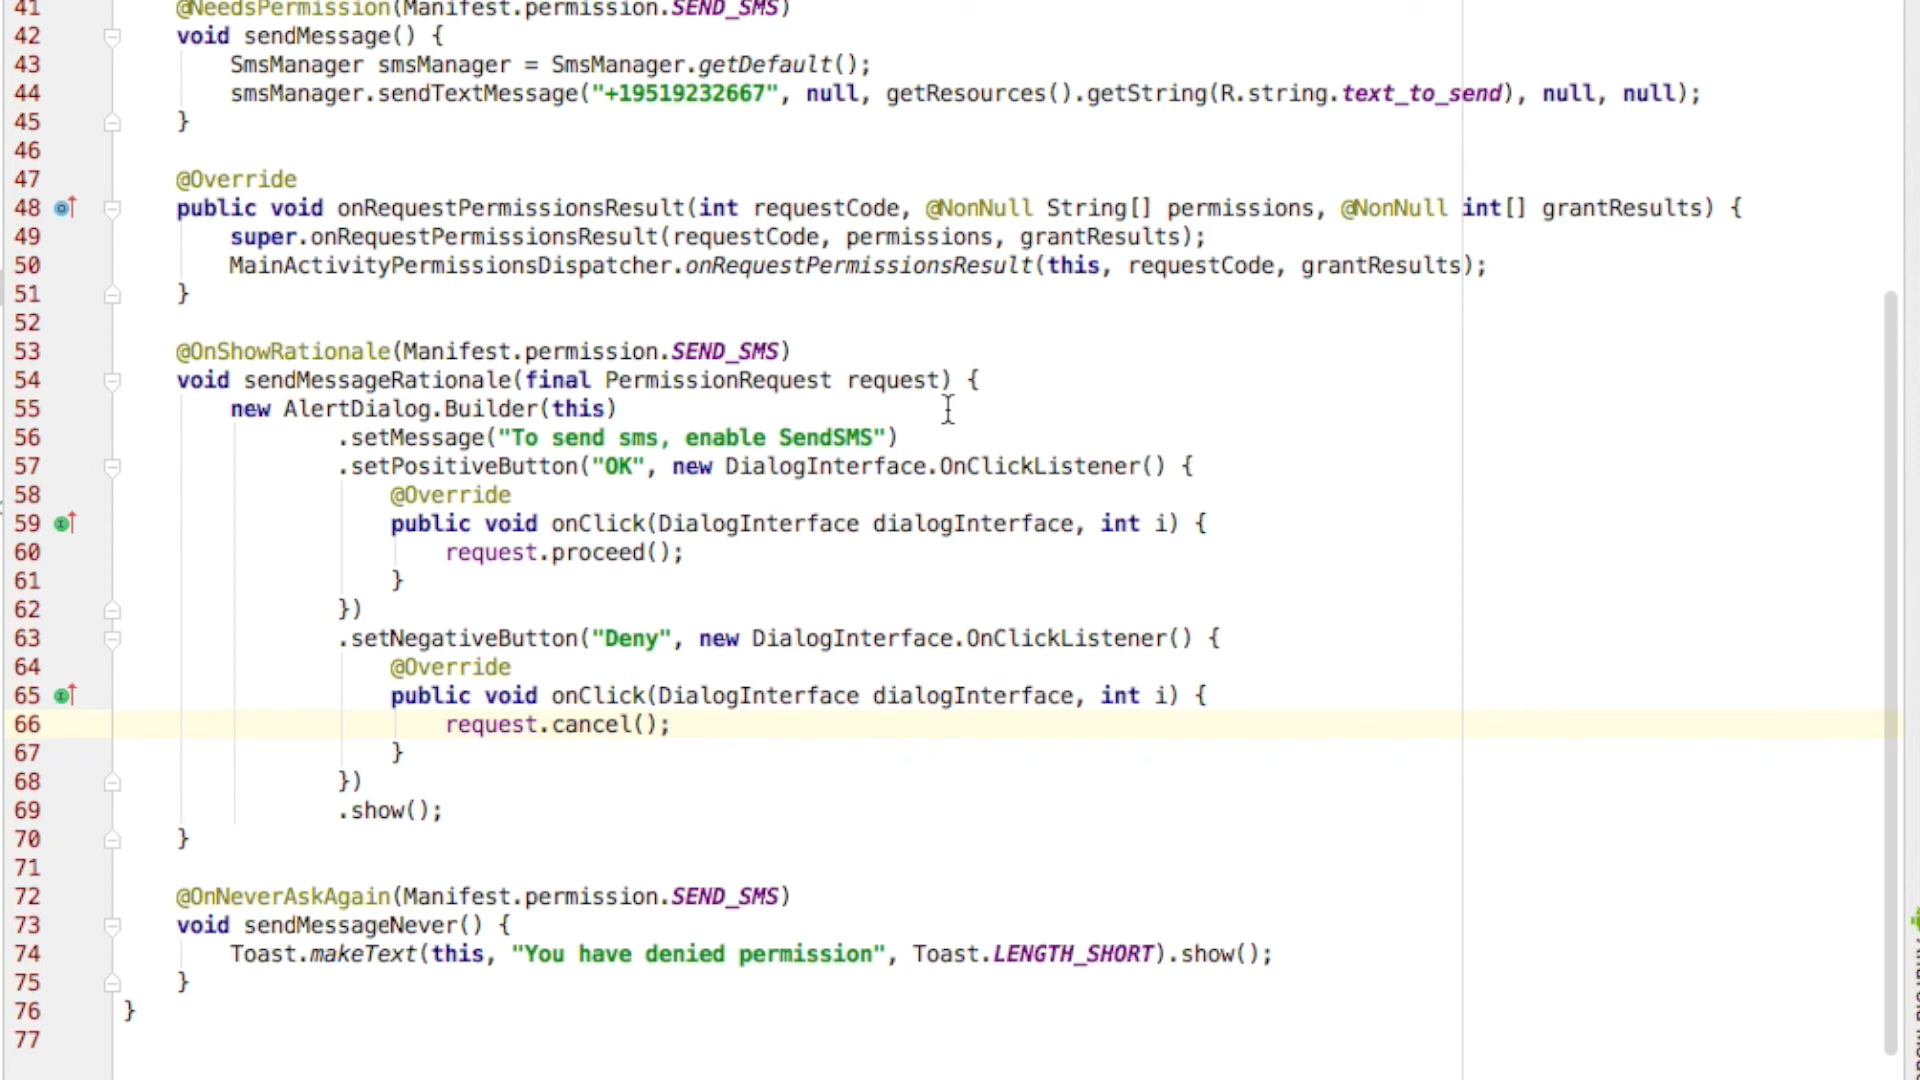 41 @NeedsPermission(Manifest.permission.SEND_SMS)
42 void sendMessage() {
43 SmsManager smsManager = SmsManager.getDefault();
44 smsManager.sendTextMessage("+19519232667", null, getResources().getString(R.string.text_to_send), null, null);
45 }
46
47 @Override
48 public void onRequestPermissionsResult(int requestCode, @NonNull String[] permissions, @NonNull int[] grantResults) {
49 super.onRequestPermissionsResult(requestCode, permissions, grantResults);
50 MainActivityPermissionsDispatcher.onRequestPermissionsResult(this, requestCode, grantResults);
51 }
52
53 @OnShowRationale(Manifest.permission.SEND_SMS)
54 void sendMessageRationale(final PermissionRequest request) {
55 new AlertDialog.Builder(this)
56 .setMessage("To send sms, enable SendSMS")
57 .setPositiveButton("OK", new DialogInterface.OnClickListener() {
58 @Override
59 public void onClick(DialogInterface dialogInterface, int i) {
60 request.proceed();
61 }
62 })
63 .setNegativeButton("Deny", new DialogInterface.OnClickListener() {
64 @Override
65 public void onClick(DialogInterface dialogInterface, int i) {
66 request.cancel();
67 }
68 })
69 .show();
70 }
71
72 @OnNeverAskAgain(Manifest.permission.SEND_SMS)
73 void sendMessageNever() {
74 Toast.makeText(this, "You have denied permission", Toast.LENGTH_SHORT).show();
75 }
76 }
77